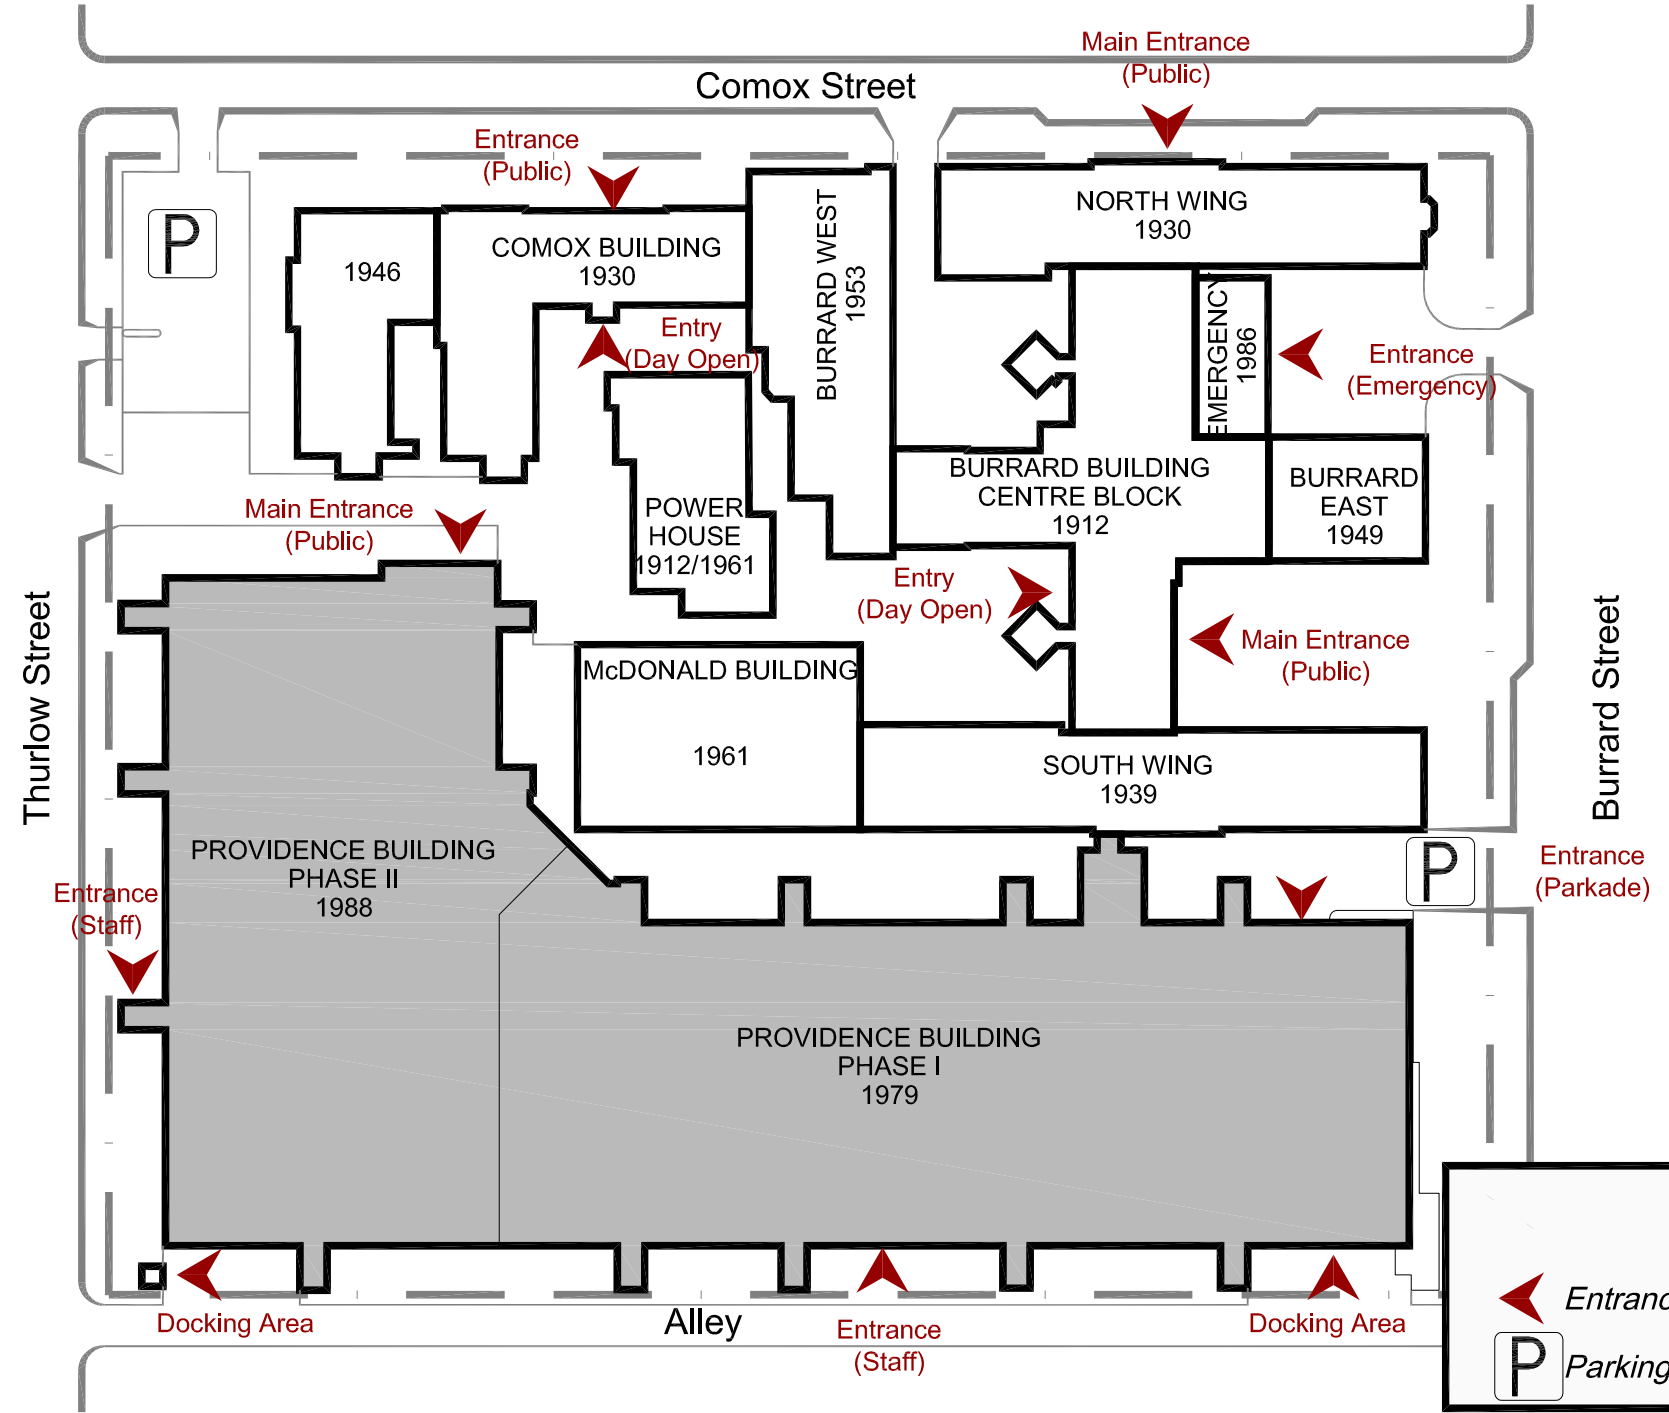 Main Entrance
(Public)
Comox Street
Entrance
(Public)
P
NORTH WING
1930
COMOX BUILDING
1930
1946
BURRARD WEST
1953
EMERGENCY
1986
Entry
(Day Open)
Entrance
(Emergency)
BURRARD BUILDING
CENTRE BLOCK
1912
BURRARD
EAST
1949
POWER
HOUSE
1912/1961
Main Entrance
(Public)
Entry
(Day Open)
Main Entrance
(Public)
Thurlow Street
Burrard Street
McDONALD BUILDING
1961
SOUTH WING
1939
P
Entrance
(Parkade)
PROVIDENCE BUILDING
PHASE II
1988
Entrance
(Staff)
PROVIDENCE BUILDING
PHASE I
1979
Docking Area
Alley
Entrance
(Staff)
Docking Area
Entranc
P
Parking